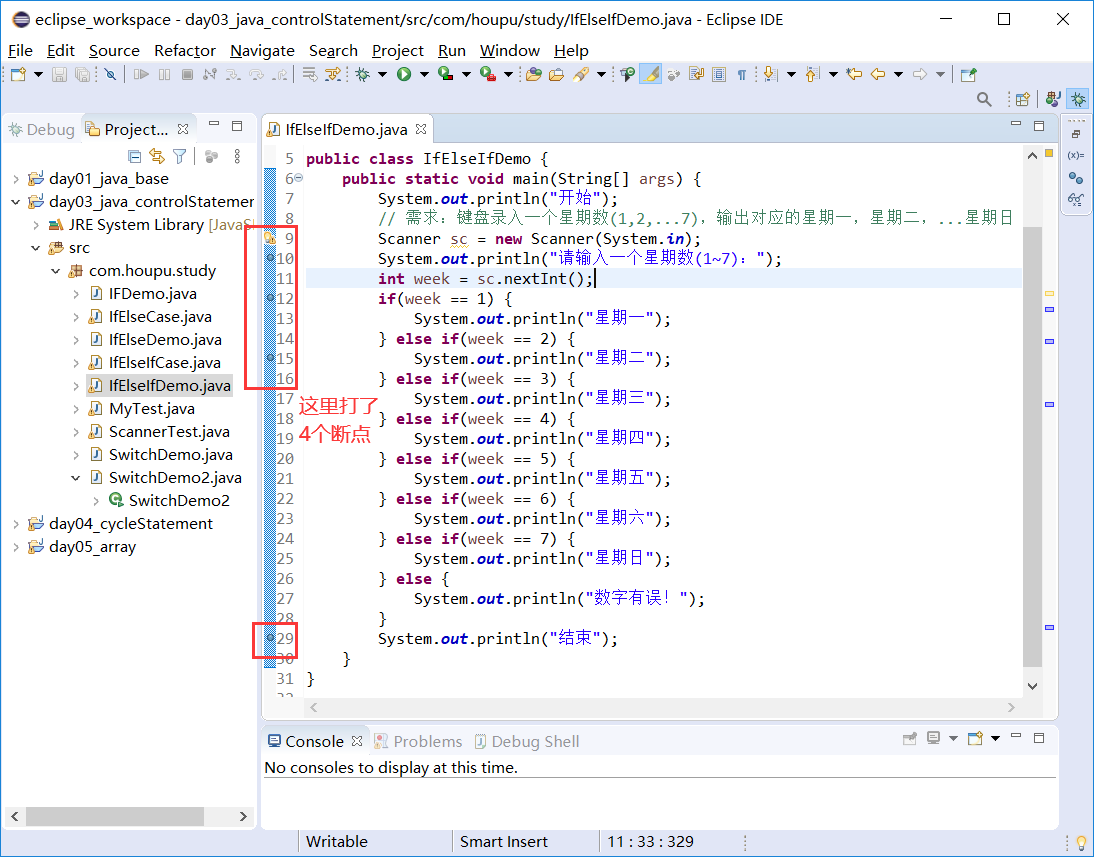 eclipse_workspace - day03_java_controlStatement/src/com/houpu/study/IfElseIfDemo.java - Eclipse IDE
File Edit Source Refactor Navigate Search Project Run Window Help
Debug Project...
day01_java_base
day03_java_controlStatemer
JRE System Library [JavaS
src
com.houpu.study
IFDemo.java
IfElseCase.java
IfElseDemo.java
IfElseIfCase.java
IfElseIfDemo.java
MyTest.java
ScannerTest.java
SwitchDemo.java
SwitchDemo2.java
SwitchDemo2
day04_cycleStatement
day05_array
IfElseIfDemo.java
5 public class IfElseIfDemo {
6 public static void main(String[] args) {
7 System.out.println("开始");
8 // 需求：键盘录入一个星期数(1,2,...7)，输出对应的星期一，星期二，...星期日
9 Scanner sc = new Scanner(System.in);
10 System.out.println("请输入一个星期数(1~7)：");
11 int week = sc.nextInt();
12 if(week == 1) {
13 System.out.println("星期一");
14 } else if(week == 2) {
15 System.out.println("星期二");
16 } else if(week == 3) {
17 System.out.println("星期三");
18 } else if(week == 4) {
19 System.out.println("星期四");
20 } else if(week == 5) {
21 System.out.println("星期五");
22 } else if(week == 6) {
23 System.out.println("星期六");
24 } else if(week == 7) {
25 System.out.println("星期日");
26 } else {
27 System.out.println("数字有误！");
28 }
29 System.out.println("结束");
30 }
31 }
32
这里打了
4个断点
Console Problems Debug Shell
No consoles to display at this time.
Writable Smart Insert 11 : 33 : 329